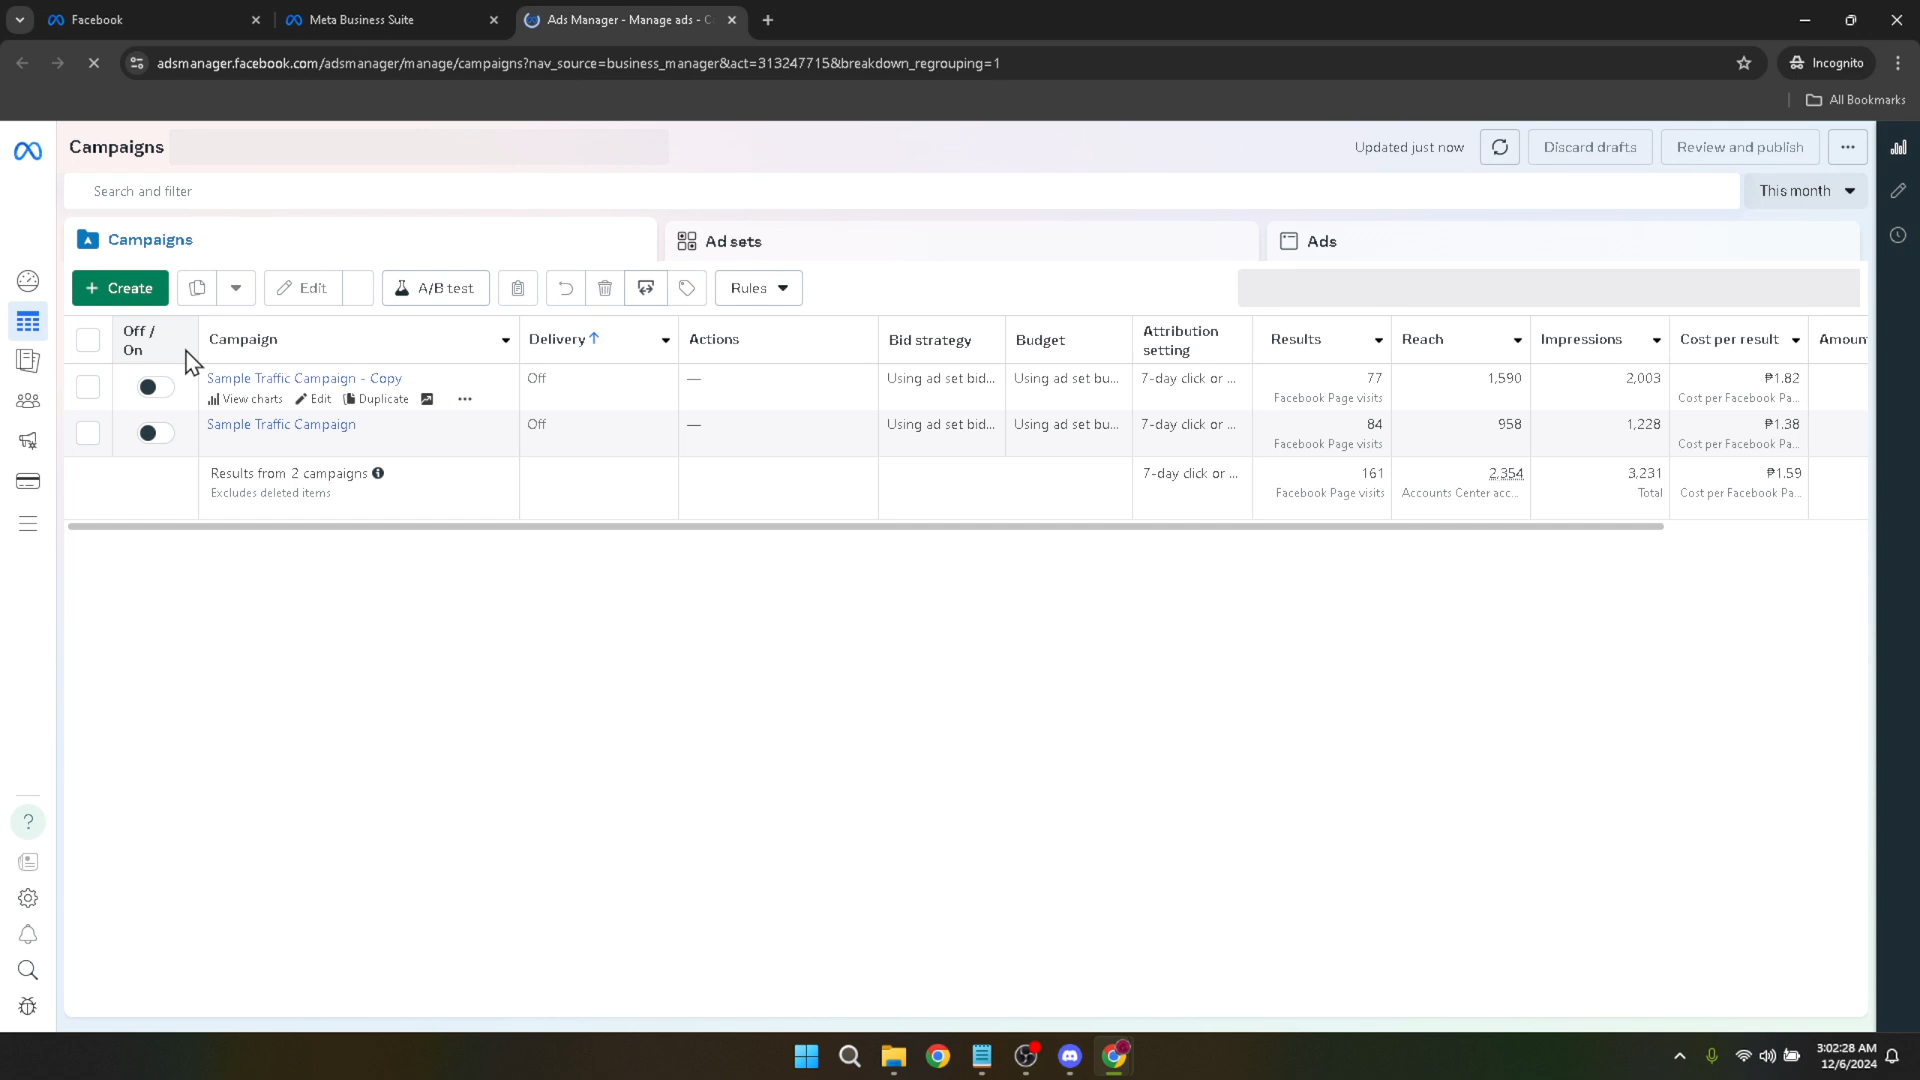 Facebook
Meta Business Suite
Ads Manager - Manage ads - C
adsmanager.facebook.com/adsmanager/manage/campaigns?nav_source=business_manager&act=313247715&breakdown_regrouping=1
Incognito
All Bookmarks
Campaigns
Updated just now
Discard drafts
Review and publish
Search and filter
This month
Campaigns
Ad sets
Ads
+ Create
Edit
A/B test
Rules
Off / On
Campaign
Delivery
Actions
Bid strategy
Budget
Attribution setting
Results
Reach
Impressions
Cost per result
Amoun
Sample Traffic Campaign - Copy
Off
—
Using ad set bid...
Using ad set bu...
7-day click or ...
77
1,590
2,003
₱1.82
View charts
Edit
Duplicate
Facebook Page visits
Cost per Facebook Pa...
Sample Traffic Campaign
Off
—
Using ad set bid...
Using ad set bu...
7-day click or ...
84
958
1,228
₱1.38
Facebook Page visits
Cost per Facebook Pa...
Results from 2 campaigns
7-day click or ...
161
2,354
3,231
₱1.59
Excludes deleted items
Facebook Page visits
Accounts Center acc...
Total
Cost per Facebook Pa...
3:02:28 AM
12/6/2024